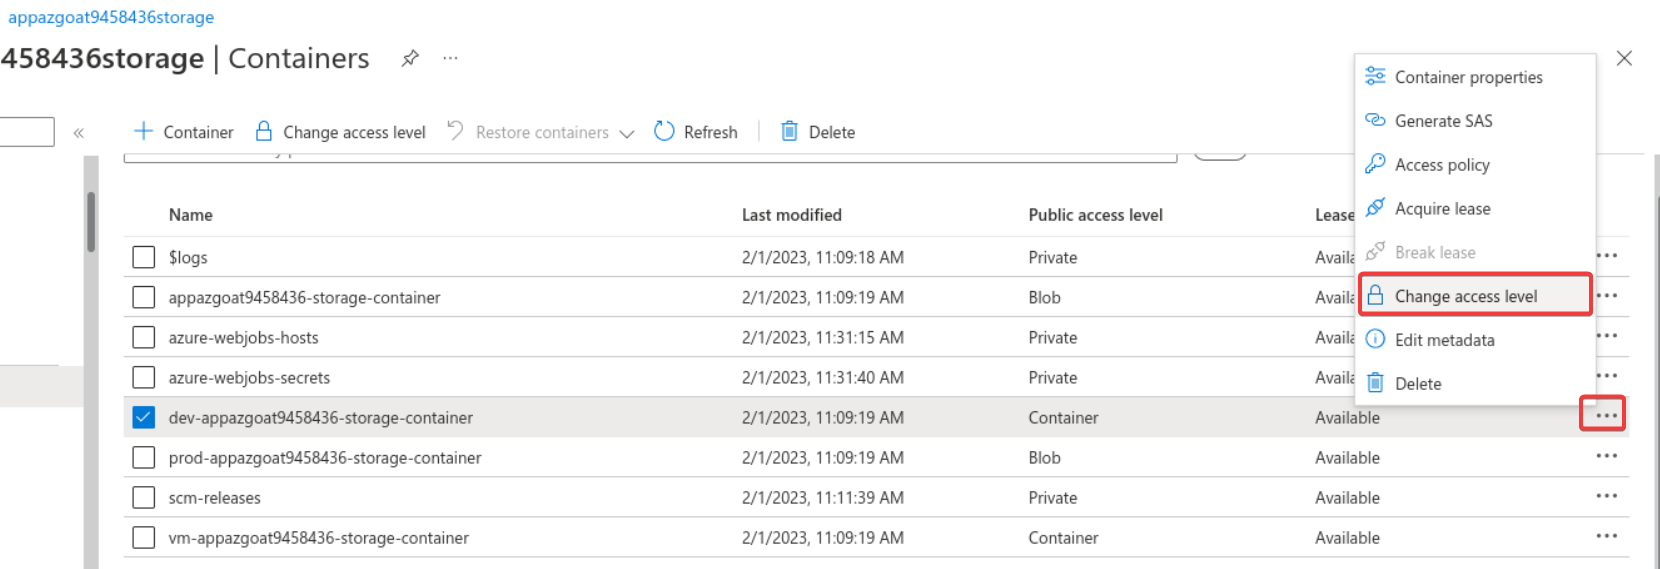 appazgoat9458436storage
458436storage | Containers ...
Container Change access level Restore containers Refresh Delete
Name Last modified Public access level Lease
$logs 2/1/2023, 11:09:18 AM Private Availa
appazgoat9458436-storage-container 2/1/2023, 11:09:19 AM Blob Availa
azure-webjobs-hosts 2/1/2023, 11:31:15 AM Private Availa
azure-webjobs-secrets 2/1/2023, 11:31:40 AM Private Availa
dev-appazgoat9458436-storage-container 2/1/2023, 11:09:19 AM Container Available
prod-appazgoat9458436-storage-container 2/1/2023, 11:09:19 AM Blob Available
scm-releases 2/1/2023, 11:11:39 AM Private Available
vm-appazgoat9458436-storage-container 2/1/2023, 11:09:19 AM Container Available
Container properties
Generate SAS
Access policy
Acquire lease
Break lease
Change access level
Edit metadata
Delete